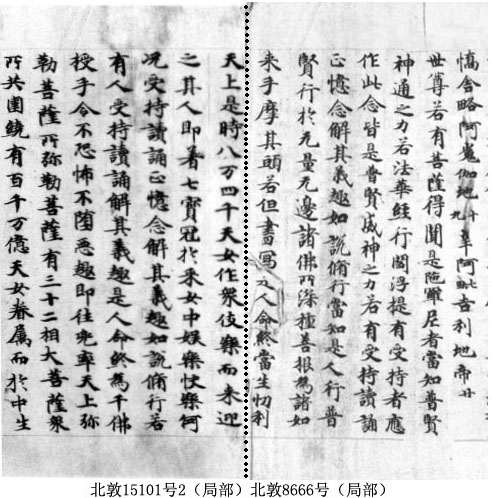 憍舍略阿㝹伽地十九辛阿毗吉利地帝廿
世尊若有菩薩得聞是陁羅尼者當知普賢
神通之力若法華經行閻浮提有受持者應
作此念皆是普賢威神之力若有受持讀誦
正憶念解其義趣如說脩行當知是人行普
賢行於无量无邊諸佛所深種善根為諸如
来手摩其頭若但書寫人命終當生忉利
天上是時八万四千天女作衆伎樂而来迎
之其人即著七寶冠於采女中娛樂快樂何
况受持讀誦正憶念解其義趣如說脩行若
有人受持讀誦解其義趣是人命終為千佛
授手令不恐怖不墮惡趣即往兜率天上弥
勒菩薩所弥勒菩薩有三十二相大菩薩衆
所共圍繞有百千万億天女眷属而於中生
北敦15101号2（局部）北敦8666号（局部）